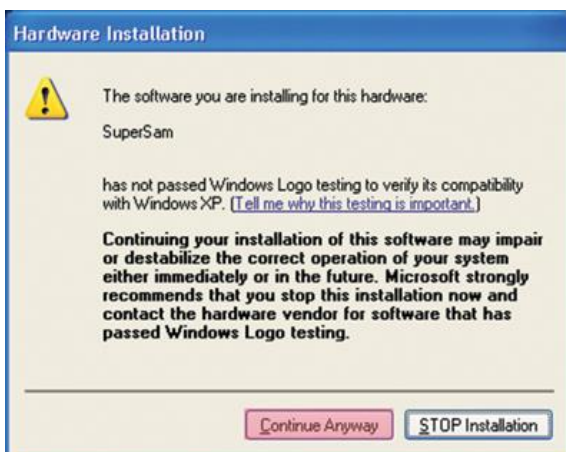 Hardware Installation
The software you are installing for this hardware:
SuperSam
has not passed Windows Logo testing to verify its compatibility
with Windows XP. (Tell me why this testing is important.)
Continuing your installation of this software may impair
or destabilize the correct operation of your system
either immediately or in the future. Microsoft strongly
recommends that you stop this installation now and
contact the hardware vendor for software that has
passed Windows Logo testing.
Continue Anyway STOP Installation